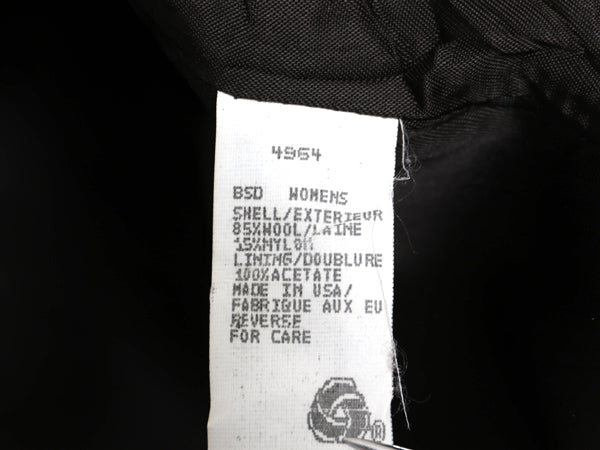 4964
BSD WOMENS
SHELL/EXTERIEUR
85%WOOL/LAINE
15%NYLON
LINING/DOUBLURE
100%ACETATE
MADE IN USA/
FABRIQUE AUX EU
REVERSE
FOR CARE
®